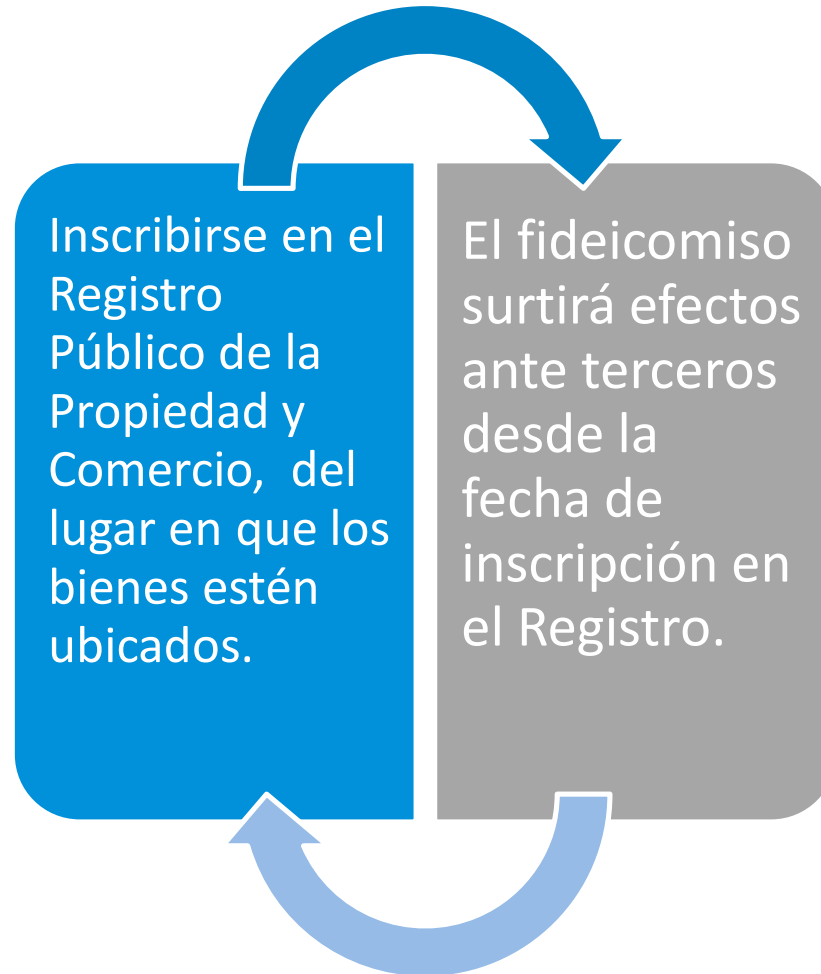 Inscribirse en el
Registro
Público de la
Propiedad y
Comercio,  del
lugar en que los
bienes estén
ubicados.
El fideicomiso
surtirá efectos
ante terceros
desde la
fecha de
inscripción en
el Registro.